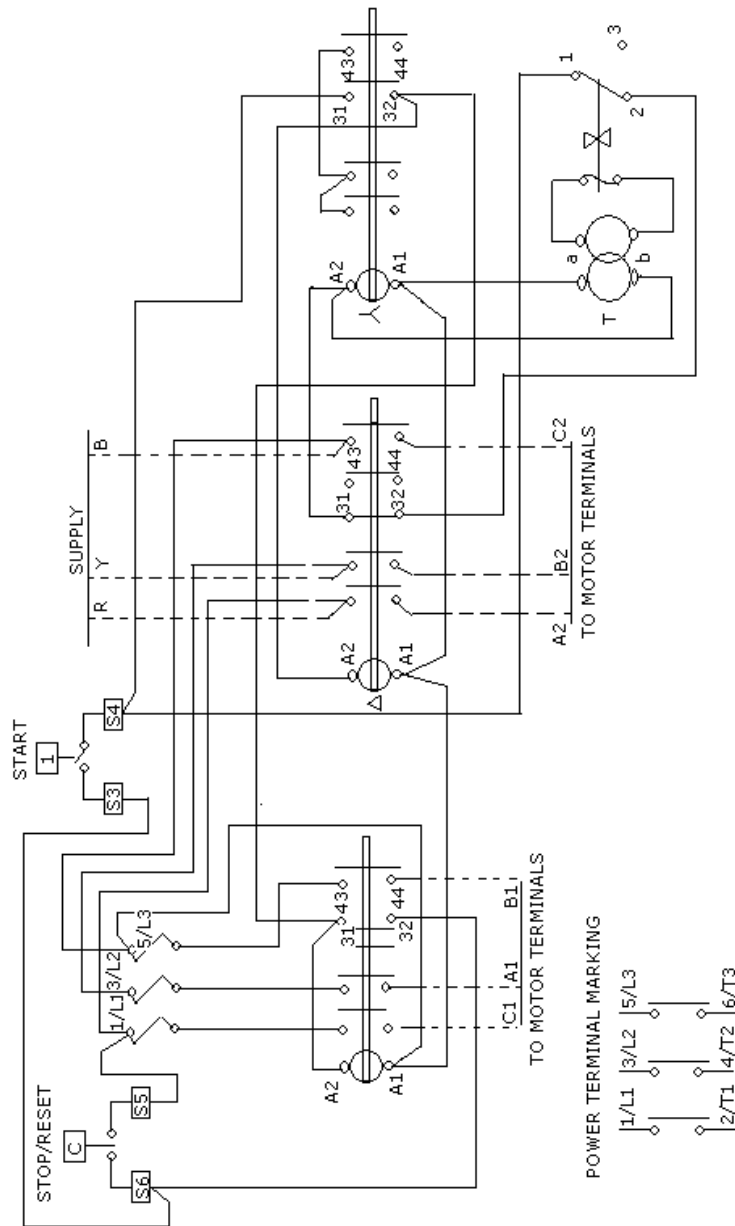 STOP/RESET
C
S6
S5
START
1
S3
S4
SUPPLY
R Y B
1/L1 3/L2 5/L3
A2 31 43
A1 32 44
C1 A1 B1
TO MOTOR TERMINALS
A2 31 43
Δ
A1 32 44
A2 B2 C2
TO MOTOR TERMINALS
A2 31 43
Y
A1 32 44
a
b
T
1
2
3
POWER TERMINAL MARKING
1/L1 3/L2 5/L3
2/T1 4/T2 6/T3